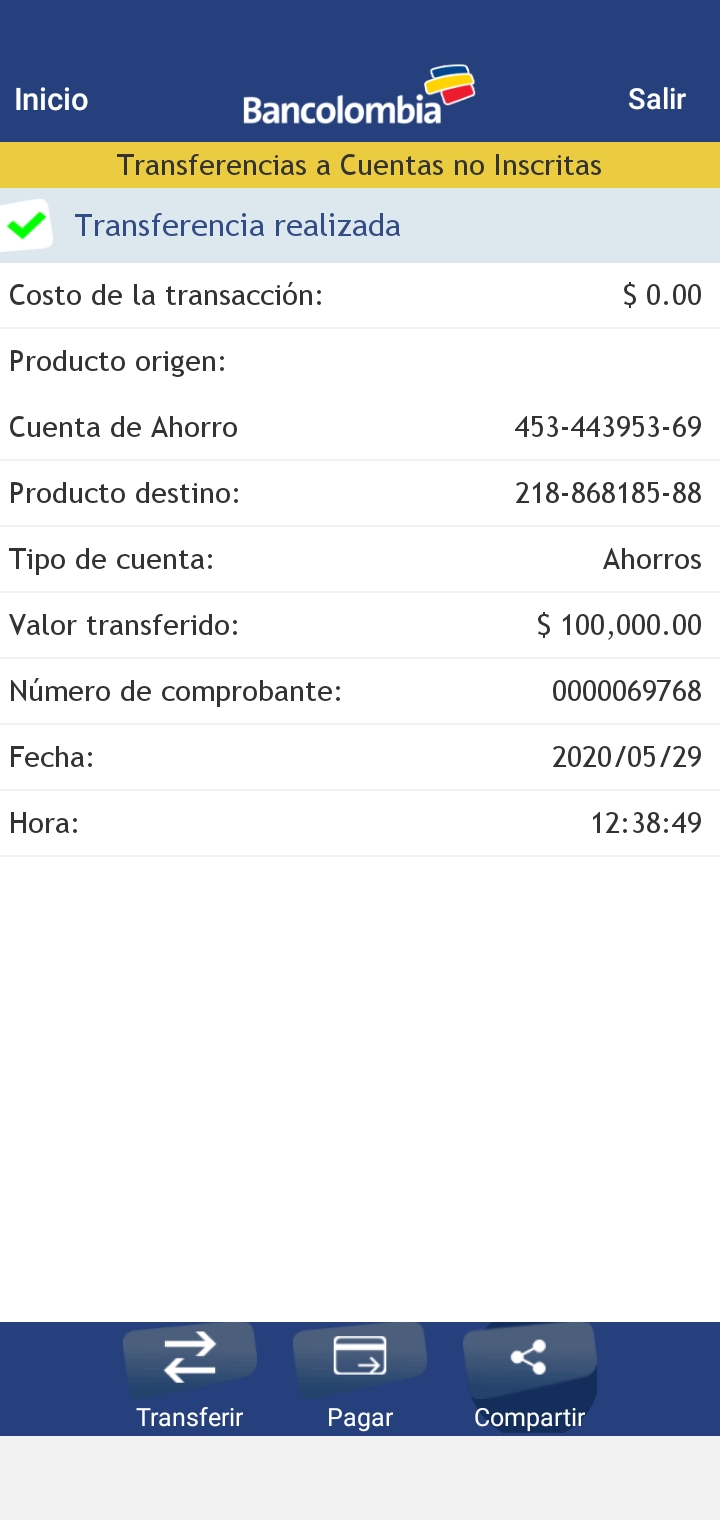 Inicio
Bancolombia
Salir
Transferencias a Cuentas no Inscritas
Transferencia realizada
Costo de la transacción: $ 0.00
Producto origen:
Cuenta de Ahorro 453-443953-69
Producto destino: 218-868185-88
Tipo de cuenta: Ahorros
Valor transferido: $ 100,000.00
Número de comprobante: 0000069768
Fecha: 2020/05/29
Hora: 12:38:49
Transferir
Pagar
Compartir